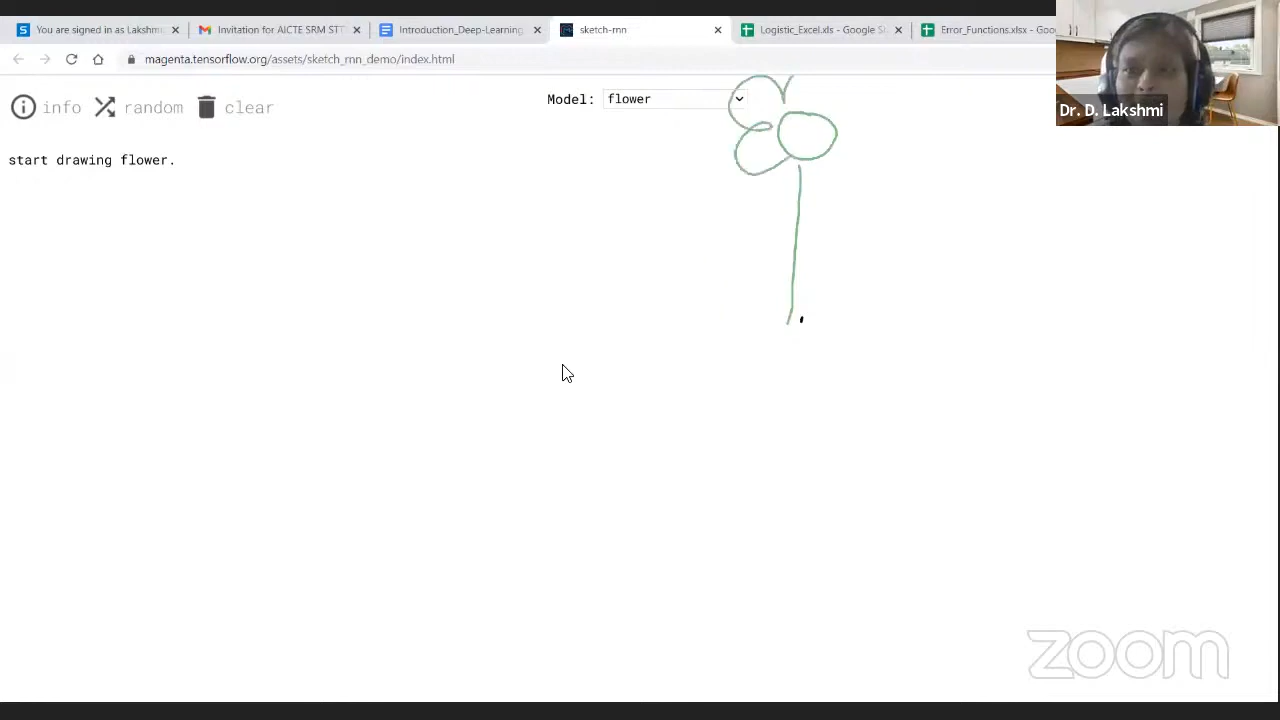 You are signed in as Lakshmi
Invitation for AICTE SRM STT
Introduction_Deep-Learning
sketch-rnn
Logistic_Excel.xls - Google S
Error_Functions.xlsx - Goo
magenta.tensorflow.org/assets/sketch_rnn_demo/index.html
Dr. D. Lakshmi
info
random
clear
Model:
flower
start drawing flower.
zoom